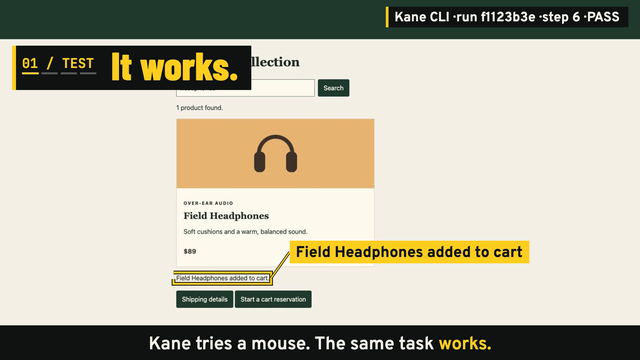 Kane CLI ·run f1123b3e ·step 6 ·PASS
01 / TEST
It works.
llection
Search
1 product found.
OVER-EAR AUDIO
Field Headphones
Soft cushions and a warm, balanced sound.
$89
Field Headphones added to cart
Field Headphones added to cart
Shipping details
Start a cart reservation
Kane tries a mouse. The same task works.